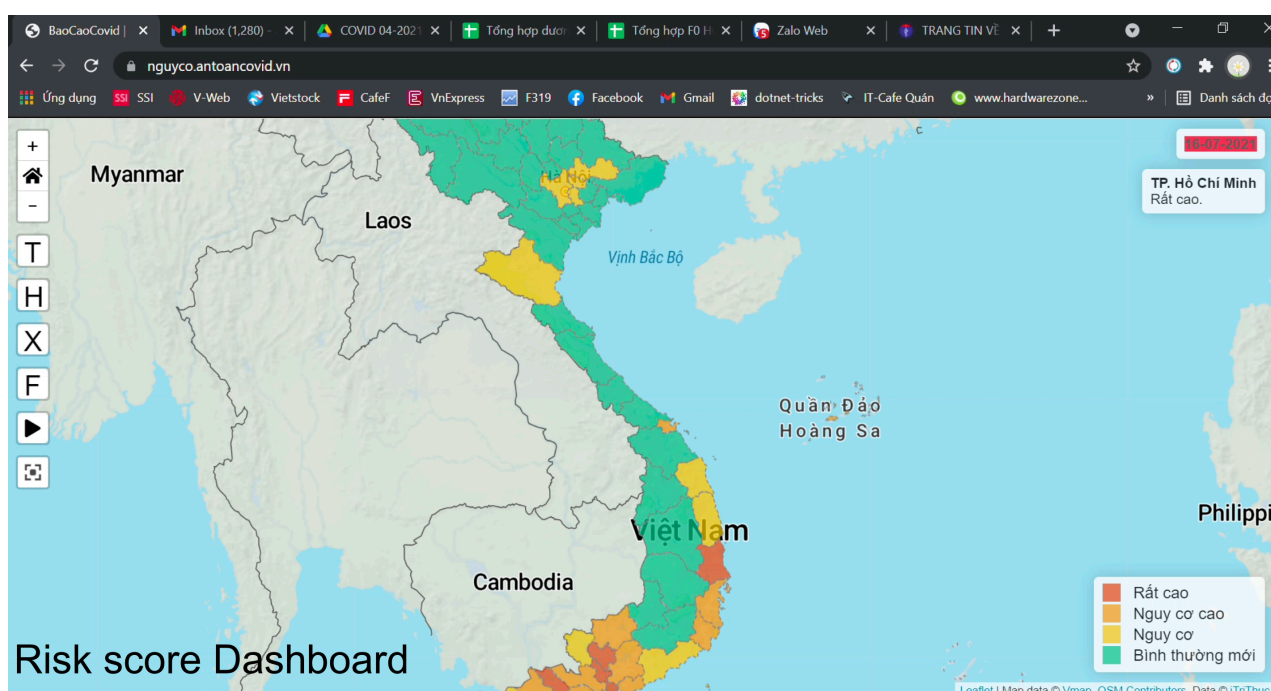 BaoCaoCovid |
Inbox (1,280) -
COVID 04-2021
Tổng hợp dươ
Tổng hợp F0 H
Zalo Web
TRANG TIN VỀ
nguyco.antoancovid.vn
Ứng dụng
SSI SSI
V-Web
Vietstock
CafeF
VnExpress
F319
Facebook
Gmail
dotnet-tricks
IT-Cafe Quán
www.hardwarezone...
»
Danh sách đọ
+
−
T
H
X
F
16-07-2021
TP. Hồ Chí Minh
Rất cao.
Myanmar
Hà Nội
Laos
Vịnh Bắc Bộ
Quần Đảo
Hoàng Sa
Việt Nam
Philippi
Cambodia
Rất cao
Nguy cơ cao
Nguy cơ
Bình thường mới
Risk score Dashboard
Leaflet | Map data © Vmap, OSM Contributors, Data © iTpThuc